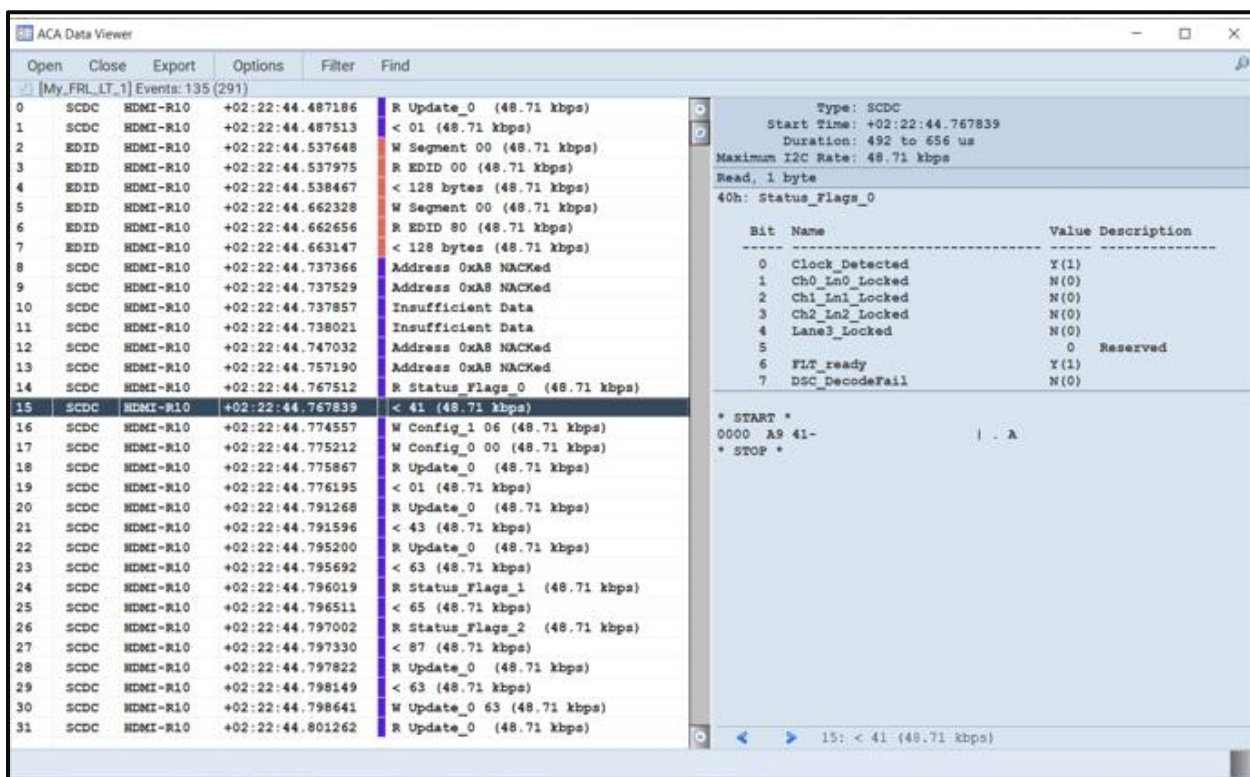 ACA Data Viewer
Open Close Export Options Filter Find
[My_FRL_LT_1] Events: 135 (291)
0 SCDC HDMI-R10 +02:22:44.487186 R Update_0 (48.71 kbps)
1 SCDC HDMI-R10 +02:22:44.487513 < 01 (48.71 kbps)
2 EDID HDMI-R10 +02:22:44.537648 W Segment 00 (48.71 kbps)
3 EDID HDMI-R10 +02:22:44.537975 R EDID 00 (48.71 kbps)
4 EDID HDMI-R10 +02:22:44.538467 < 128 bytes (48.71 kbps)
5 EDID HDMI-R10 +02:22:44.662328 W Segment 00 (48.71 kbps)
6 EDID HDMI-R10 +02:22:44.662656 R EDID 80 (48.71 kbps)
7 EDID HDMI-R10 +02:22:44.663147 < 128 bytes (48.71 kbps)
8 SCDC HDMI-R10 +02:22:44.737366 Address 0xA8 NACKed
9 SCDC HDMI-R10 +02:22:44.737529 Address 0xA8 NACKed
10 SCDC HDMI-R10 +02:22:44.737857 Insufficient Data
11 SCDC HDMI-R10 +02:22:44.738021 Insufficient Data
12 SCDC HDMI-R10 +02:22:44.747032 Address 0xA8 NACKed
13 SCDC HDMI-R10 +02:22:44.757190 Address 0xA8 NACKed
14 SCDC HDMI-R10 +02:22:44.767512 R Status_Flags_0 (48.71 kbps)
15 SCDC HDMI-R10 +02:22:44.767839 < 41 (48.71 kbps)
16 SCDC HDMI-R10 +02:22:44.774557 W Config_1 06 (48.71 kbps)
17 SCDC HDMI-R10 +02:22:44.775212 W Config_0 00 (48.71 kbps)
18 SCDC HDMI-R10 +02:22:44.775867 R Update_0 (48.71 kbps)
19 SCDC HDMI-R10 +02:22:44.776195 < 01 (48.71 kbps)
20 SCDC HDMI-R10 +02:22:44.791268 R Update_0 (48.71 kbps)
21 SCDC HDMI-R10 +02:22:44.791596 < 43 (48.71 kbps)
22 SCDC HDMI-R10 +02:22:44.795200 R Update_0 (48.71 kbps)
23 SCDC HDMI-R10 +02:22:44.795692 < 63 (48.71 kbps)
24 SCDC HDMI-R10 +02:22:44.796019 R Status_Flags_1 (48.71 kbps)
25 SCDC HDMI-R10 +02:22:44.796511 < 65 (48.71 kbps)
26 SCDC HDMI-R10 +02:22:44.797002 R Status_Flags_2 (48.71 kbps)
27 SCDC HDMI-R10 +02:22:44.797330 < 87 (48.71 kbps)
28 SCDC HDMI-R10 +02:22:44.797822 R Update_0 (48.71 kbps)
29 SCDC HDMI-R10 +02:22:44.798149 < 63 (48.71 kbps)
30 SCDC HDMI-R10 +02:22:44.798641 W Update_0 63 (48.71 kbps)
31 SCDC HDMI-R10 +02:22:44.801262 R Update_0 (48.71 kbps)
Type: SCDC
Start Time: +02:22:44.767839
Duration: 492 to 656 us
Maximum I2C Rate: 48.71 kbps
Read, 1 byte
40h: Status_Flags_0
Bit Name Value Description
----- ------------------------------ ----- --------------
0 Clock_Detected Y(1)
1 Ch0_Ln0_Locked N(0)
2 Ch1_Ln1_Locked N(0)
3 Ch2_Ln2_Locked N(0)
4 Lane3_Locked N(0)
5 0 Reserved
6 FLT_ready Y(1)
7 DSC_DecodeFail N(0)
* START *
0000 A9 41- | . A
* STOP *
15: < 41 (48.71 kbps)